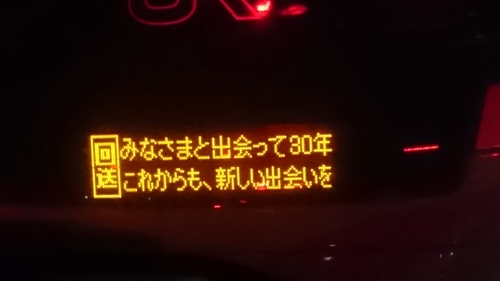 回送
みなさまと出会って30年
これからも、新しい出会いを